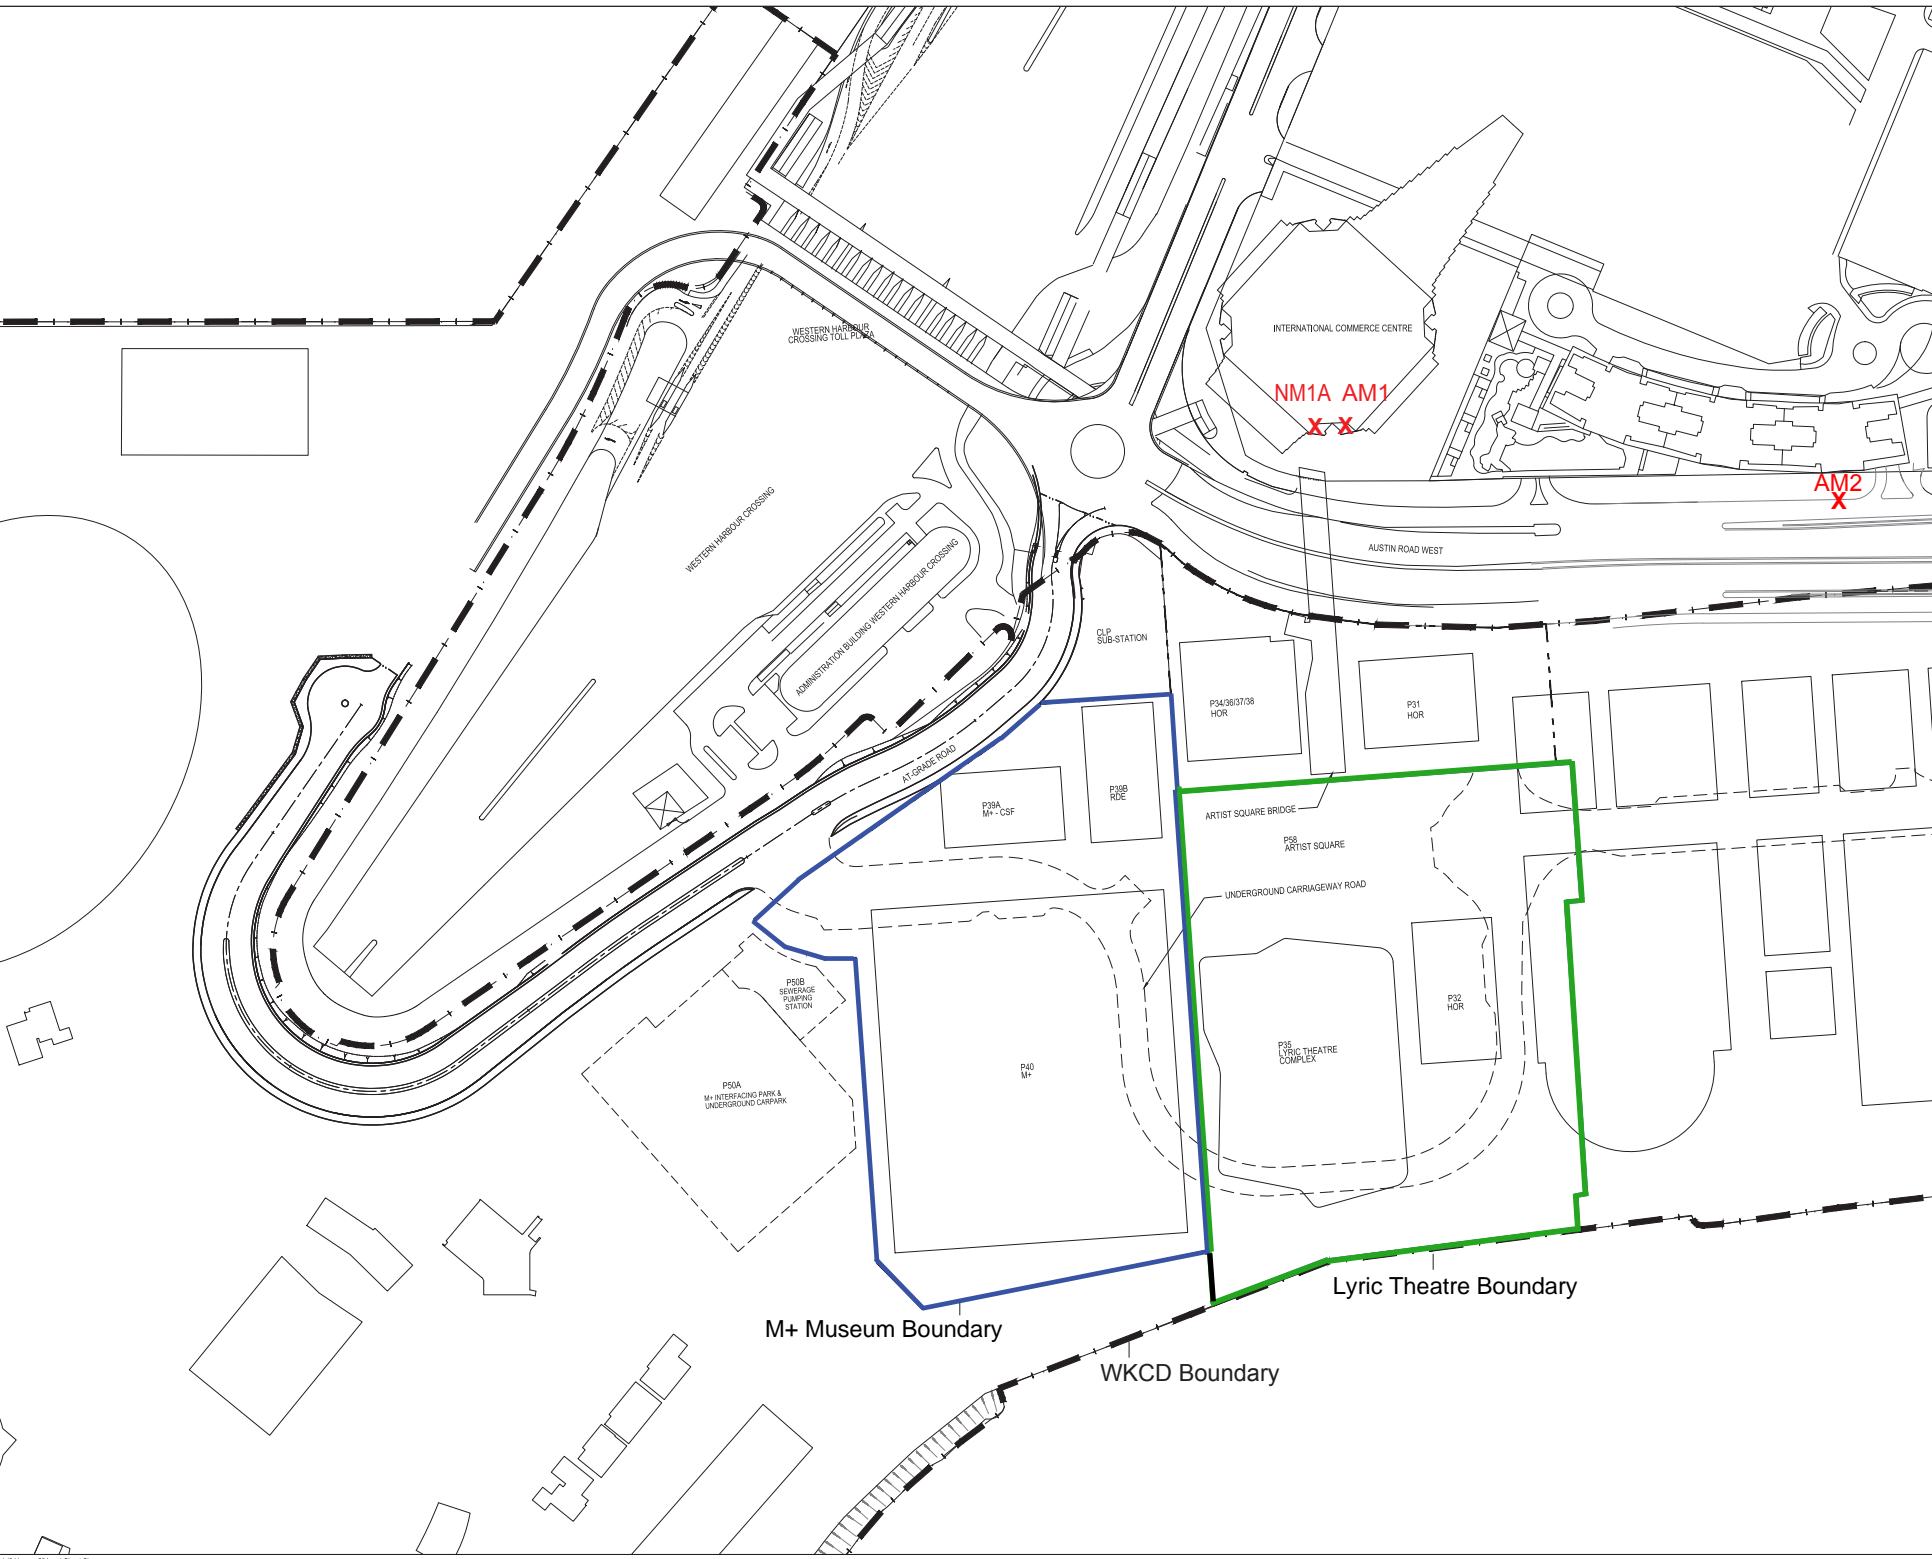 WESTERN HARBOUR
CROSSING TOLL PLAZA
INTERNATIONAL COMMERCE CENTRE
NM1A AM1
X X
AM2
X
WESTERN HARBOUR CROSSING
ADMINISTRATION BUILDING WESTERN HARBOUR CROSSING
AUSTIN ROAD WEST
CLP
SUB-STATION
P34/36/37/38
HOR
P31
HOR
AT-GRADE ROAD
P39A
M+ - CSF
P39B
RDE
ARTIST SQUARE BRIDGE
P58
ARTIST SQUARE
UNDERGROUND CARRIAGEWAY ROAD
P50B
SEWERAGE
PUMPING
STATION
P32
HOR
P35
LYRIC THEATRE
COMPLEX
P40
M+
P50A
M+ INTERFACING PARK &
UNDERGROUND CARPARK
Lyric Theatre Boundary
M+ Museum Boundary
WKCD Boundary